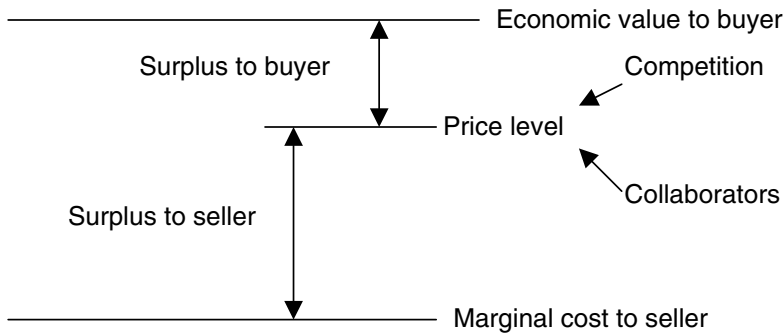 Economic value to buyer
Surplus to buyer
Competition
Price level
Collaborators
Surplus to seller
Marginal cost to seller